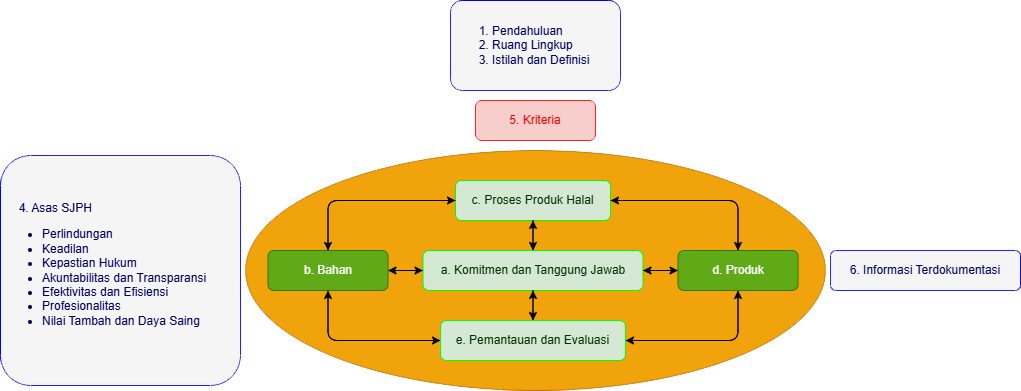 1. Pendahuluan
2. Ruang Lingkup
3. Istilah dan Definisi
5. Kriteria
4. Asas SJPH
• Perlindungan
• Keadilan
• Kepastian Hukum
• Akuntabilitas dan Transparansi
• Efektivitas dan Efisiensi
• Profesionalitas
• Nilai Tambah dan Daya Saing
c. Proses Produk Halal
b. Bahan
a. Komitmen dan Tanggung Jawab
d. Produk
e. Pemantauan dan Evaluasi
6. Informasi Terdokumentasi